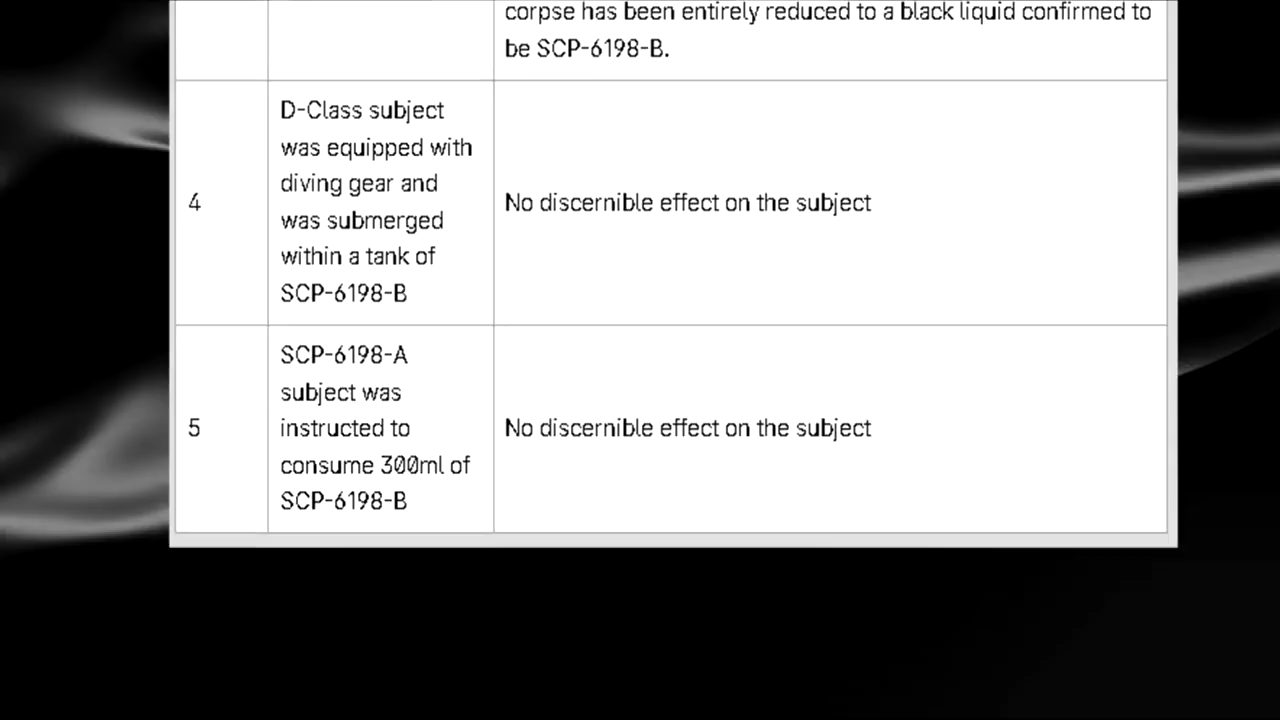 corpse has been entirely reduced to a black liquid confirmed to
be SCP-6198-B.
4
D-Class subject
was equipped with
diving gear and
was submerged
within a tank of
SCP-6198-B
No discernible effect on the subject
5
SCP-6198-A
subject was
instructed to
consume 300ml of
SCP-6198-B
No discernible effect on the subject